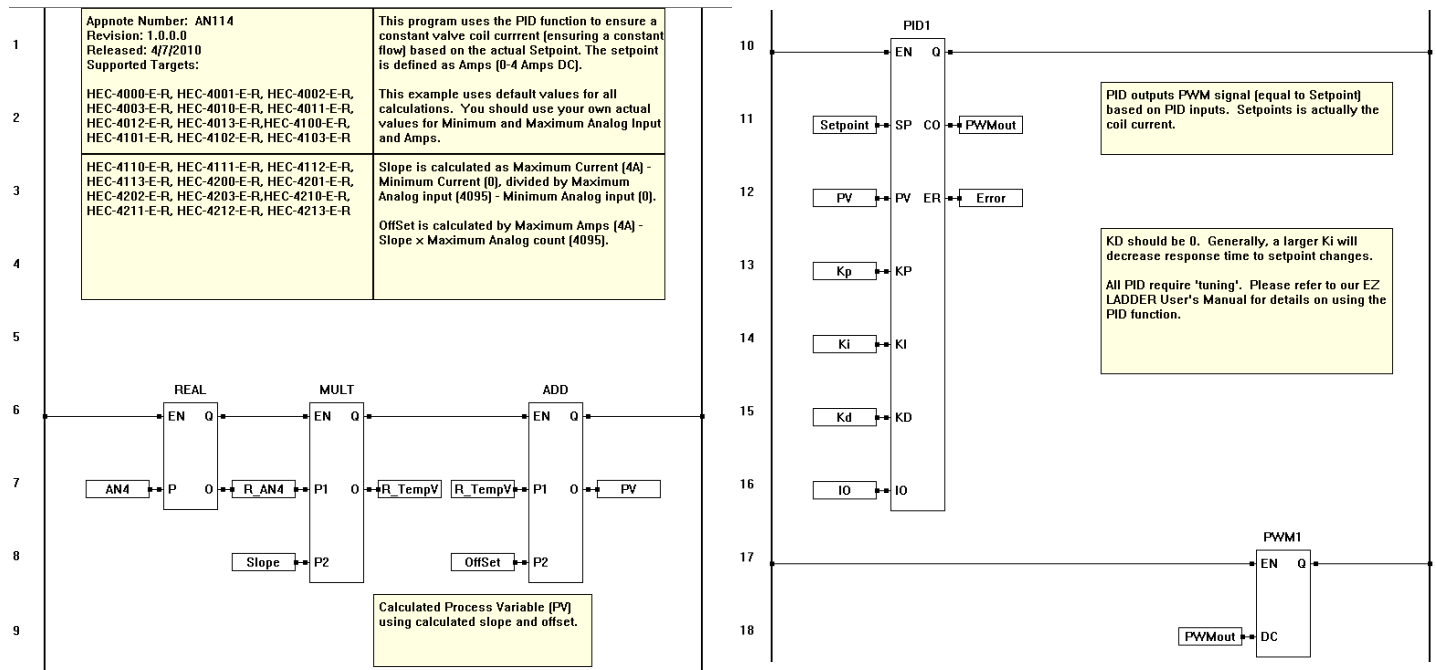 Appnote Number: AN114
Revision: 1.0.0.0
Released: 4/7/2010
Supported Targets:
HEC-4000-E-R, HEC-4001-E-R, HEC-4002-E-R,
HEC-4003-E-R, HEC-4010-E-R, HEC-4011-E-R,
HEC-4012-E-R, HEC-4013-E-R,HEC-4100-E-R,
HEC-4101-E-R, HEC-4102-E-R, HEC-4103-E-R
This program uses the PID function to ensure a
constant valve coil currrent (ensuring a constant
flow) based on the actual Setpoint. The setpoint
is defined as Amps (0-4 Amps DC).
This example uses default values for all
calculations. You should use your own actual
values for Minimum and Maximum Analog Input
and Amps.
HEC-4110-E-R, HEC-4111-E-R, HEC-4112-E-R,
HEC-4113-E-R, HEC-4200-E-R, HEC-4201-E-R,
HEC-4202-E-R, HEC-4203-E-R,HEC-4210-E-R,
HEC-4211-E-R, HEC-4212-E-R, HEC-4213-E-R
Slope is calculated as Maximum Current (4A) -
Minimum Current (0), divided by Maximum
Analog input (4095) - Minimum Analog input (0).
OffSet is calculated by Maximum Amps (4A) -
Slope x Maximum Analog count (4095).
1
2
3
4
5
REAL MULT ADD
6 EN Q EN Q EN Q
7 AN4 P O R_AN4 P1 O R_TempV R_TempV P1 O PV
8 Slope P2 OffSet P2
Calculated Process Variable (PV)
using calculated slope and offset.
9
PID1
10 EN Q
PID outputs PWM signal (equal to Setpoint)
based on PID inputs. Setpoints is actually the
coil current.
11 Setpoint SP CO PWMout
12 PV PV ER Error
KD should be 0. Generally, a larger Ki will
decrease response time to setpoint changes.
All PID require 'tuning'. Please refer to our EZ
LADDER User's Manual for details on using the
PID function.
13 Kp KP
14 Ki KI
15 Kd KD
16 IO IO
PWM1
17 EN Q
18 PWMout DC